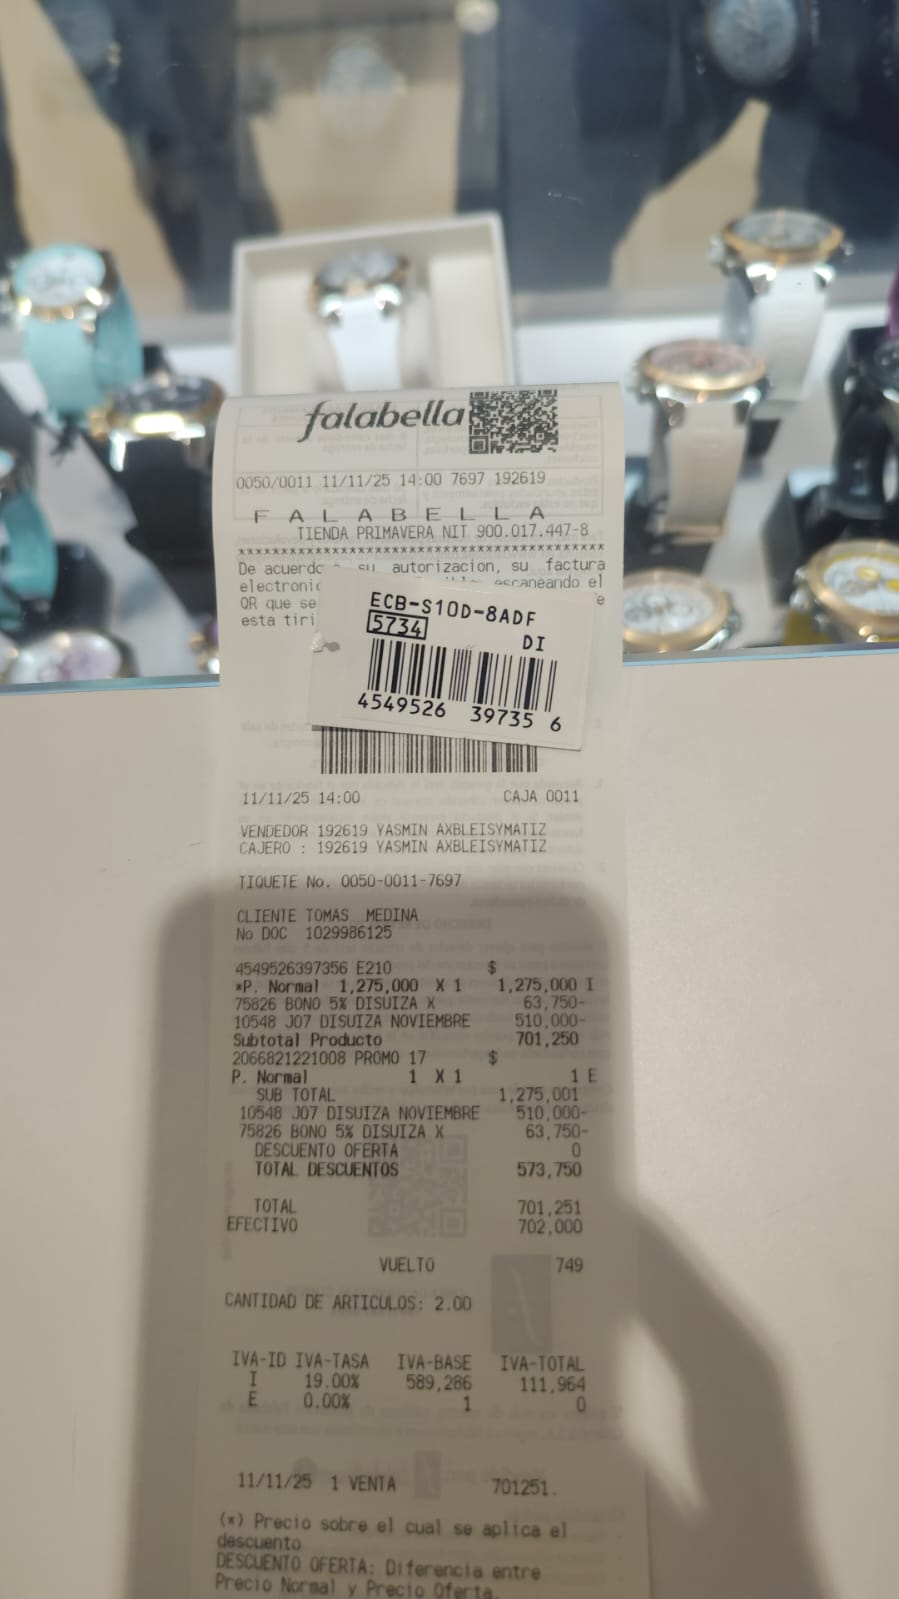 falabella
0050/0011 11/11/25 14:00 7697 192619
F A L A B E L L A
TIENDA PRIMAVERA NIT 900.017.447-8
****************************************
De acuerdo su autorizacion, su factura
electronic escaneando el
QR que se
esta tiri
ECB-S10D-8ADF
5734
DI
4549526 39735 6
11/11/25 14:00 CAJA 0011
VENDEDOR 192619 YASMIN AXBLEISYMATIZ
CAJERO : 192619 YASMIN AXBLEISYMATIZ
TIQUETE No. 0050-0011-7697
CLIENTE TOMAS MEDINA
No DOC 1029986125
4549526397356 E210 $
*P. Normal 1,275,000 X 1 1,275,000 I
75826 BONO 5% DISUIZA X 63,750-
10548 J07 DISUIZA NOVIEMBRE 510,000-
Subtotal Producto 701,250
2066821221008 PROMO 17 $
P. Normal 1 X 1 1 E
SUB TOTAL 1,275,001
10548 J07 DISUIZA NOVIEMBRE 510,000-
75826 BONO 5% DISUIZA X 63,750-
DESCUENTO OFERTA 0
TOTAL DESCUENTOS 573,750
TOTAL 701,251
EFECTIVO 702,000
VUELTO 749
CANTIDAD DE ARTICULOS: 2.00
IVA-ID IVA-TASA IVA-BASE IVA-TOTAL
I 19.00% 589,286 111,964
E 0.00% 1 0
11/11/25 1 VENTA 701251.
(*) Precio sobre el cual se aplica el
descuento
DESCUENTO OFERTA: Diferencia entre
Precio Normal y Precio Oferta.